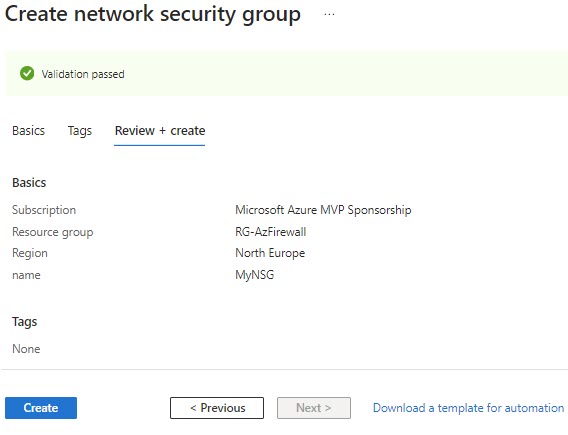 Create network security group ...
Validation passed
Basics Tags Review + create
Basics
Subscription Microsoft Azure MVP Sponsorship
Resource group RG-AzFirewall
Region North Europe
name MyNSG
Tags
None
Create < Previous Next > Download a template for automation